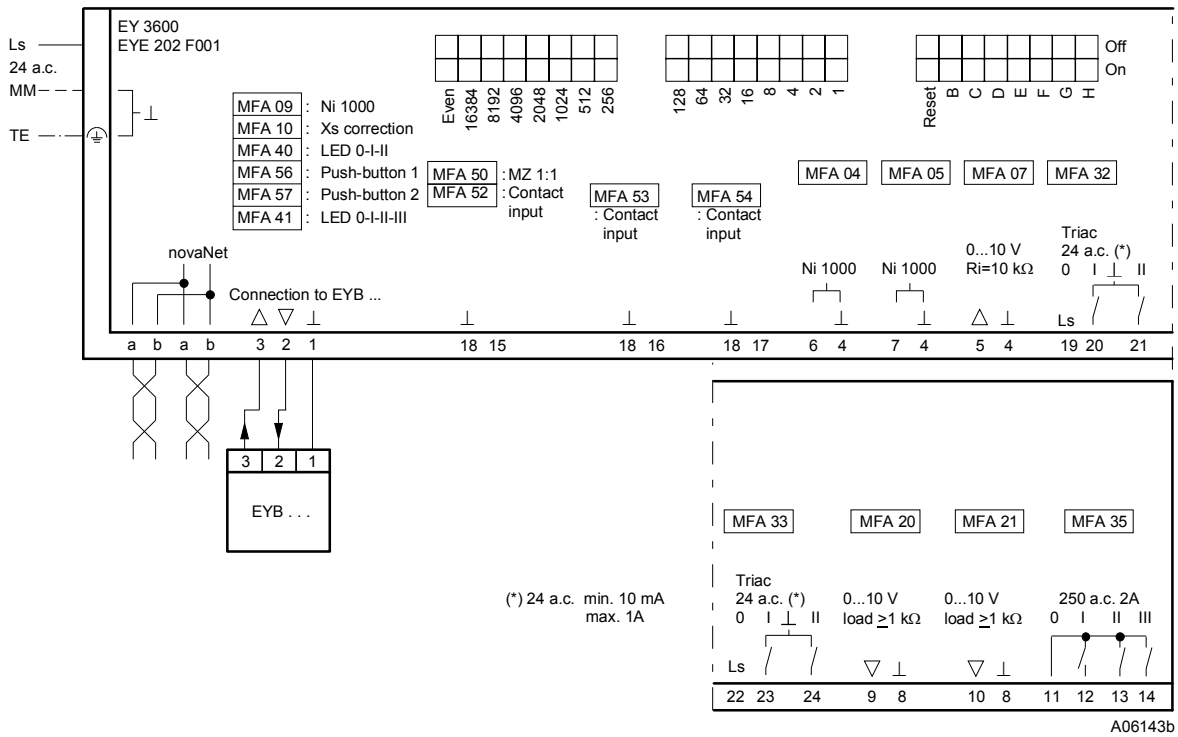 EY 3600
EYE 202 F001
Ls
24 a.c.
MM
TE
Off
On
Even
16384
8192
4096
2048
1024
512
256
128
64
32
16
8
4
2
1
Reset
B
C
D
E
F
G
H
MFA 09 : Ni 1000
MFA 10 : Xs correction
MFA 40 : LED 0-I-II
MFA 56 : Push-button 1
MFA 57 : Push-button 2
MFA 41 : LED 0-I-II-III
MFA 50 : MZ 1:1
MFA 52 : Contact
input
MFA 53
: Contact
input
MFA 54
: Contact
input
MFA 04
Ni 1000
MFA 05
Ni 1000
MFA 07
0...10 V
Ri=10 kΩ
MFA 32
Triac
24 a.c. (*)
0 I ⊥ II
Ls
novaNet
Connection to EYB ...
a b a b 3 2 1 18 15 18 16 18 17 6 4 7 4 5 4 19 20 21
3 2 1
EYB . . .
(*) 24 a.c. min. 10 mA
max. 1A
MFA 33
Triac
24 a.c. (*)
0 I ⊥ II
Ls
MFA 20
0...10 V
load ≥1 kΩ
MFA 21
0...10 V
load ≥1 kΩ
MFA 35
250 a.c. 2A
0 I II III
22 23 24 9 8 10 8 11 12 13 14
A06143b